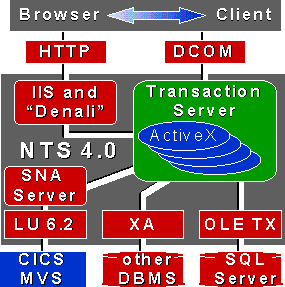 Browser
Client
HTTP
DCOM
IIS and
“Denali”
Transaction
Server
ActiveX
NTS 4.0
SNA
Server
LU 6.2
XA
OLE TX
CICS
MVS
other
DBMS
SQL
Server